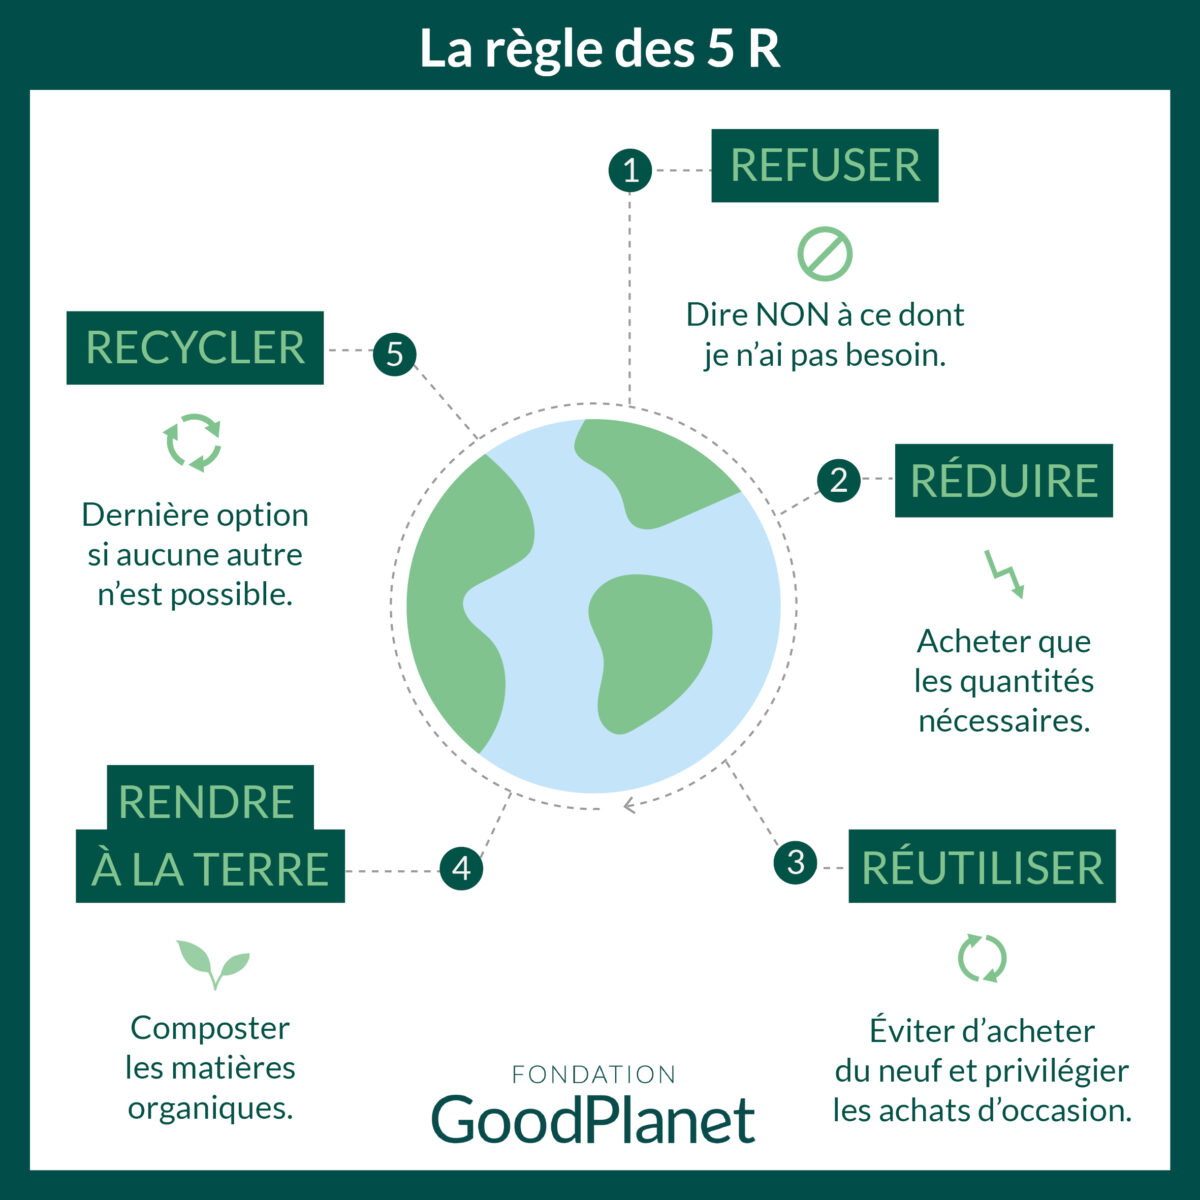 La règle des 5 R
1
REFUSER
Dire NON à ce dont
je n'ai pas besoin.
2
RÉDUIRE
Acheter que
les quantités
nécessaires.
3
RÉUTILISER
Éviter d'acheter
du neuf et privilégier
les achats d'occasion.
4
RENDRE
À LA TERRE
Composter
les matières
organiques.
5
RECYCLER
Dernière option
si aucune autre
n'est possible.
FONDATION
GoodPlanet